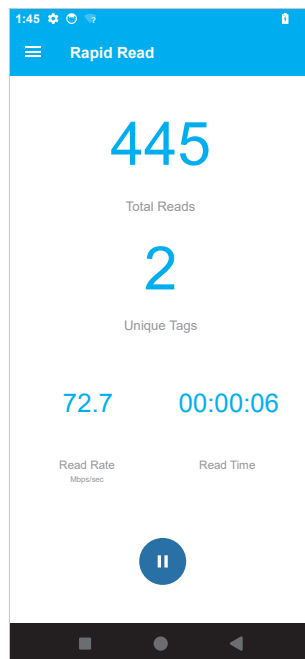 1:45
Rapid Read
445
Total Reads
2
Unique Tags
72.7 00:00:06
Read Rate Read Time
Mbps/sec